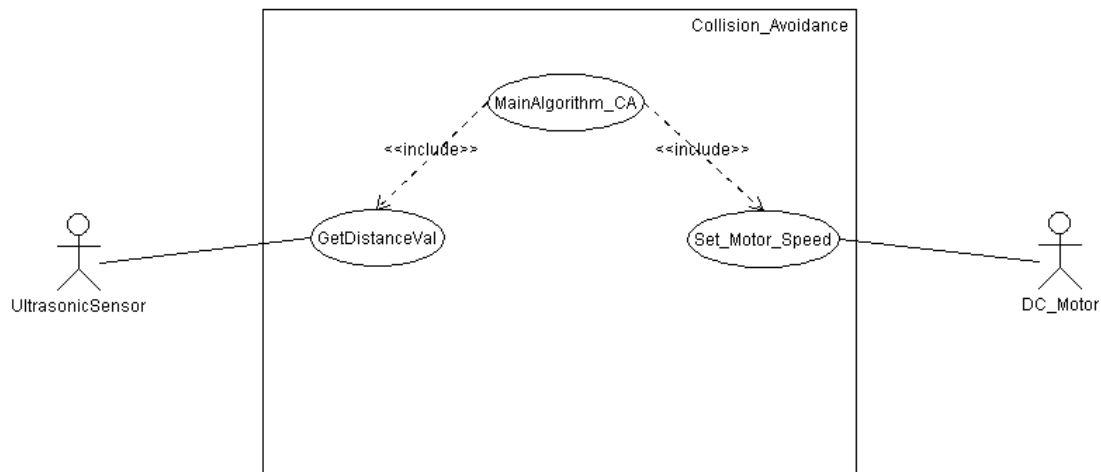 Collision_Avoidance
MainAlgorithm_CA
<<include>>
<<include>>
GetDistanceVal
Set_Motor_Speed
UltrasonicSensor
DC_Motor